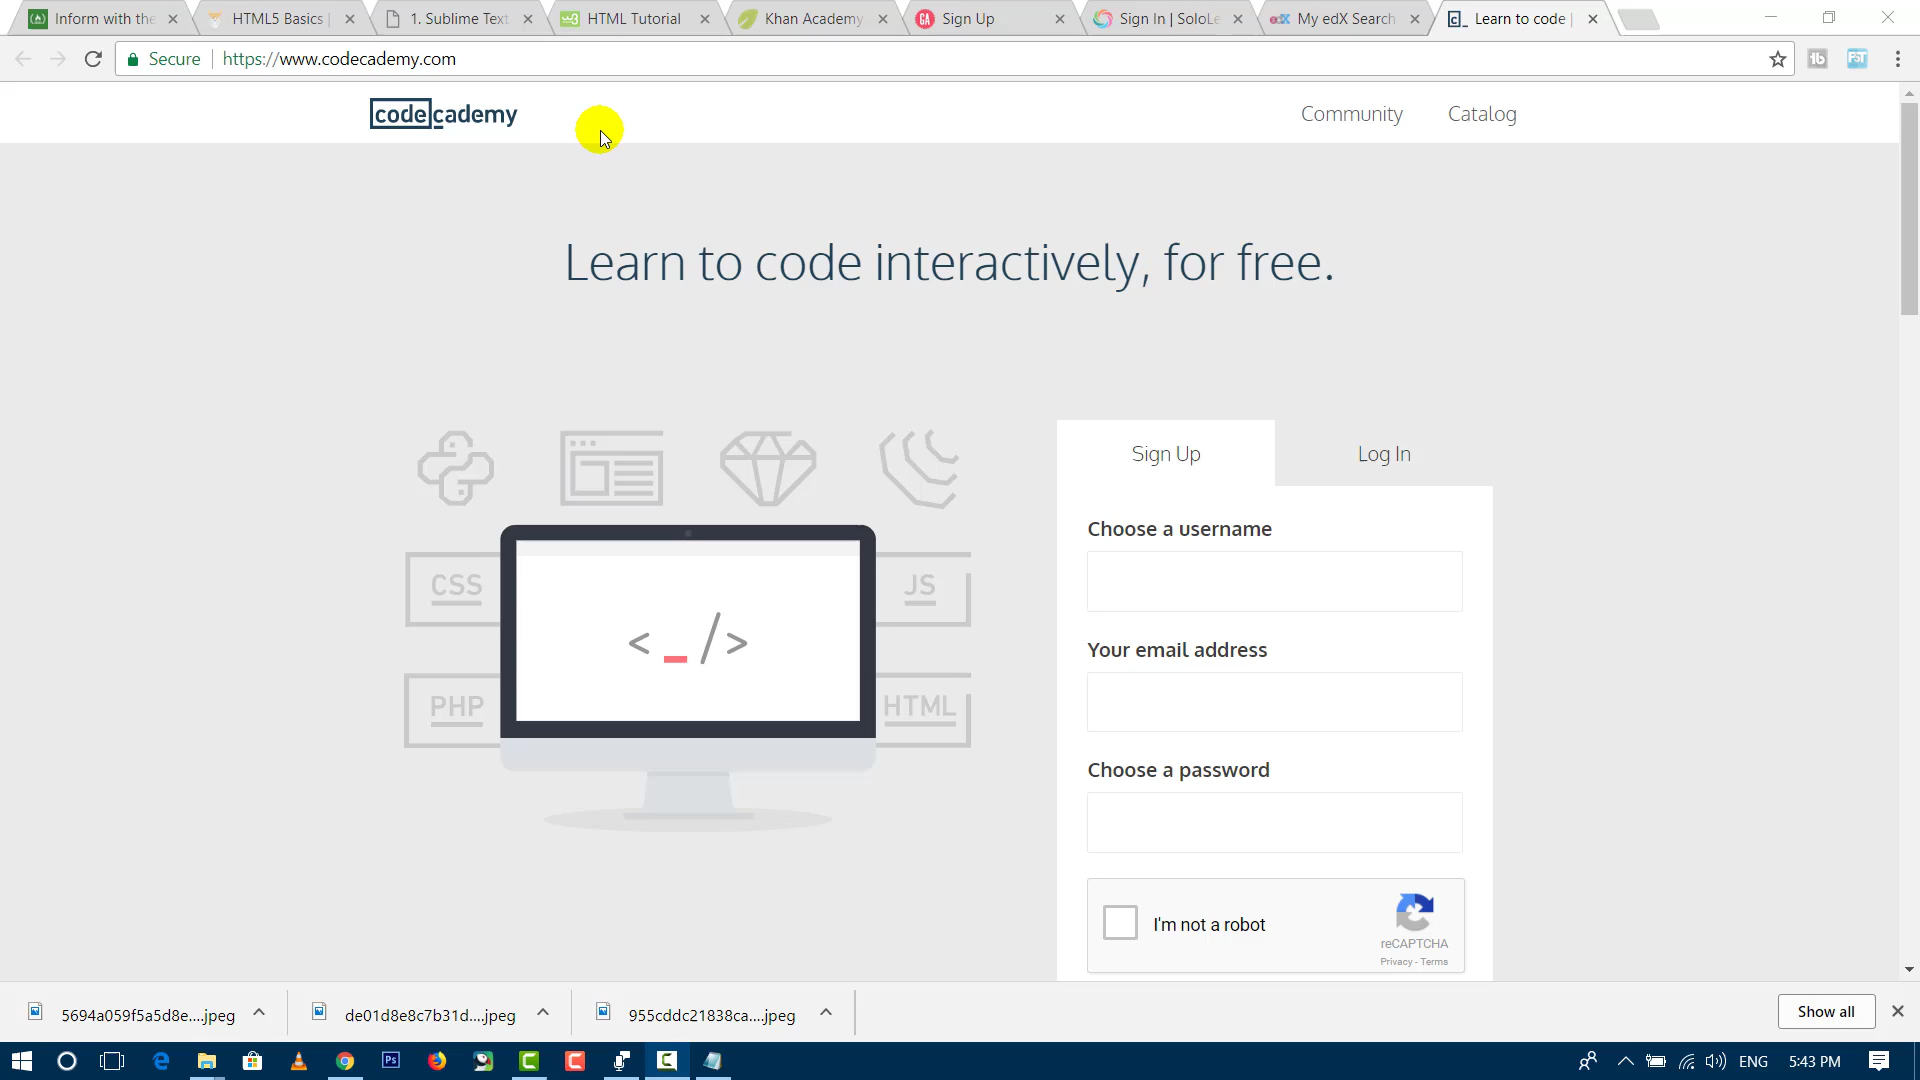 Inform with the
HTML5 Basics |
1. Sublime Text
HTML Tutorial
Khan Academy
Sign Up
Sign In | SoloLe
My edX Search
Learn to code |
Secure
https://www.codecademy.com
codecademy
Community
Catalog
Learn to code interactively, for free.
Sign Up
Log In
CSS
JS
PHP
HTML
< _ />
Choose a username
Your email address
Choose a password
I'm not a robot
reCAPTCHA
Privacy - Terms
5694a059f5a5d8e....jpeg
de01d8e8c7b31d....jpeg
955cddc21838ca....jpeg
Show all
Ps
ENG
5:43 PM